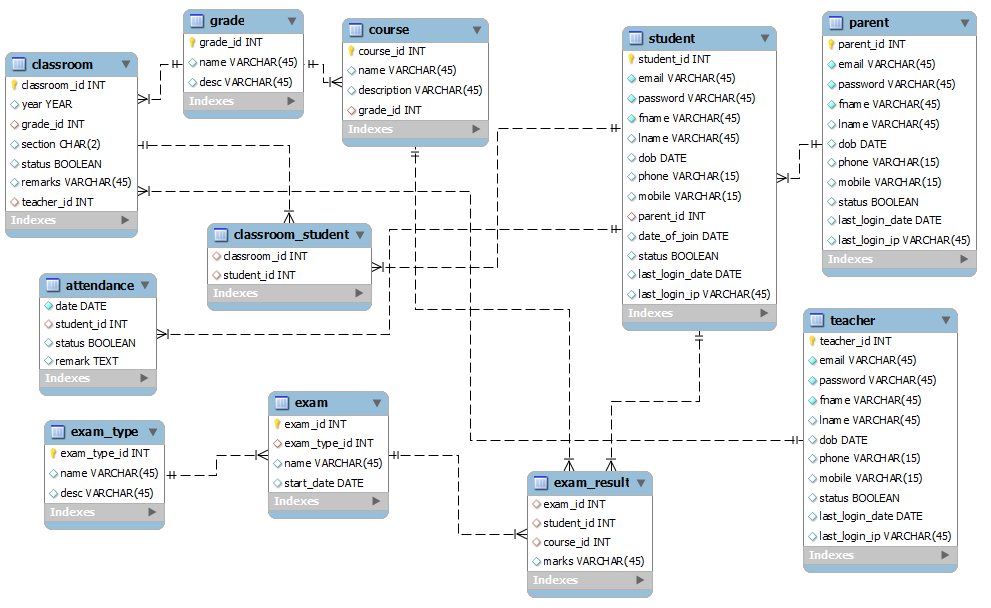 grade
grade_id INT
name VARCHAR(45)
desc VARCHAR(45)
Indexes
course
course_id INT
name VARCHAR(45)
description VARCHAR(45)
grade_id INT
Indexes
classroom
classroom_id INT
year YEAR
grade_id INT
section CHAR(2)
status BOOLEAN
remarks VARCHAR(45)
teacher_id INT
Indexes
student
student_id INT
email VARCHAR(45)
password VARCHAR(45)
fname VARCHAR(45)
lname VARCHAR(45)
dob DATE
phone VARCHAR(15)
mobile VARCHAR(15)
parent_id INT
date_of_join DATE
status BOOLEAN
last_login_date DATE
last_login_ip VARCHAR(45)
Indexes
parent
parent_id INT
email VARCHAR(45)
password VARCHAR(45)
fname VARCHAR(45)
lname VARCHAR(45)
dob DATE
phone VARCHAR(15)
mobile VARCHAR(15)
status BOOLEAN
last_login_date DATE
last_login_ip VARCHAR(45)
Indexes
classroom_student
classroom_id INT
student_id INT
Indexes
attendance
date DATE
student_id INT
status BOOLEAN
remark TEXT
Indexes
teacher
teacher_id INT
email VARCHAR(45)
password VARCHAR(45)
fname VARCHAR(45)
lname VARCHAR(45)
dob DATE
phone VARCHAR(15)
mobile VARCHAR(15)
status BOOLEAN
last_login_date DATE
last_login_ip VARCHAR(45)
Indexes
exam_type
exam_type_id INT
name VARCHAR(45)
desc VARCHAR(45)
Indexes
exam
exam_id INT
exam_type_id INT
name VARCHAR(45)
start_date DATE
Indexes
exam_result
exam_id INT
student_id INT
course_id INT
marks VARCHAR(45)
Indexes